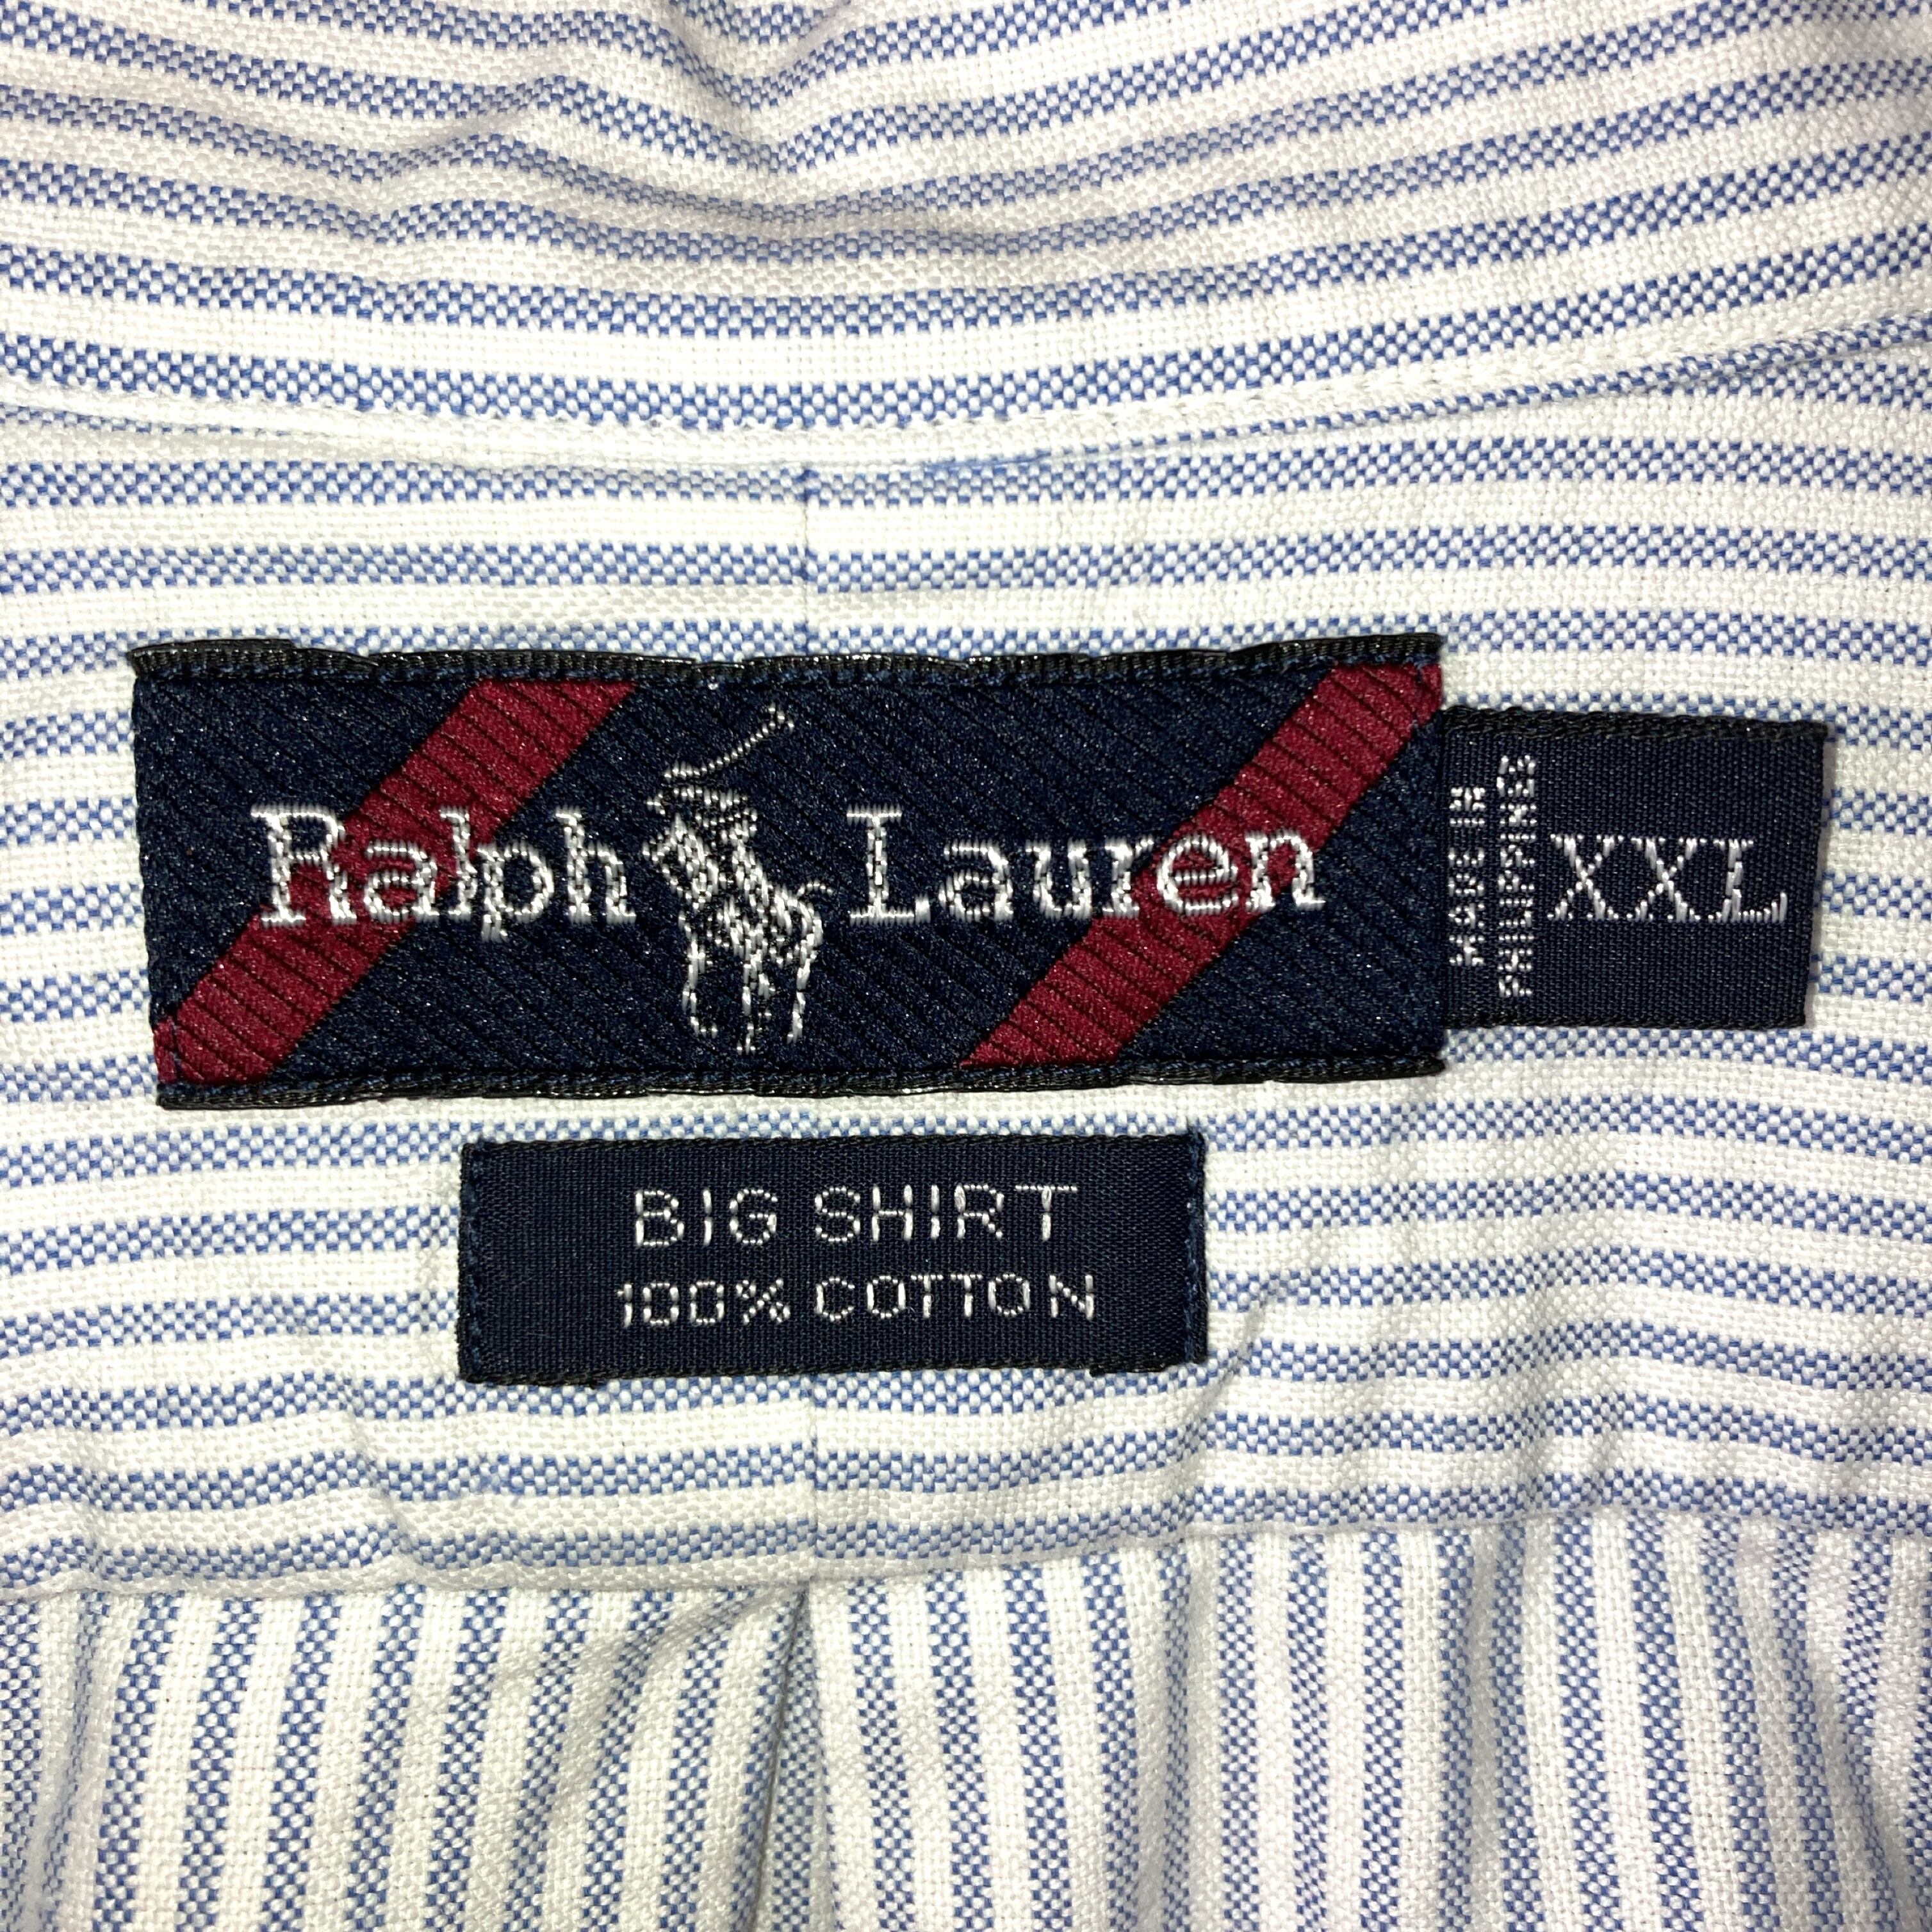 Ralph Lauren
MADE IN
PHILIPPINES
XXL
BIG SHIRT
100% COTTON